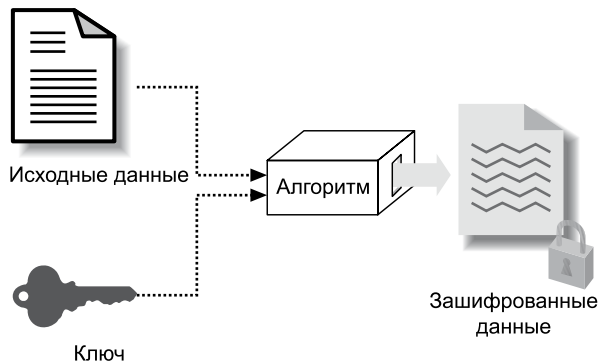 Исходные данные
Алгоритм
Ключ
Зашифрованные
данные